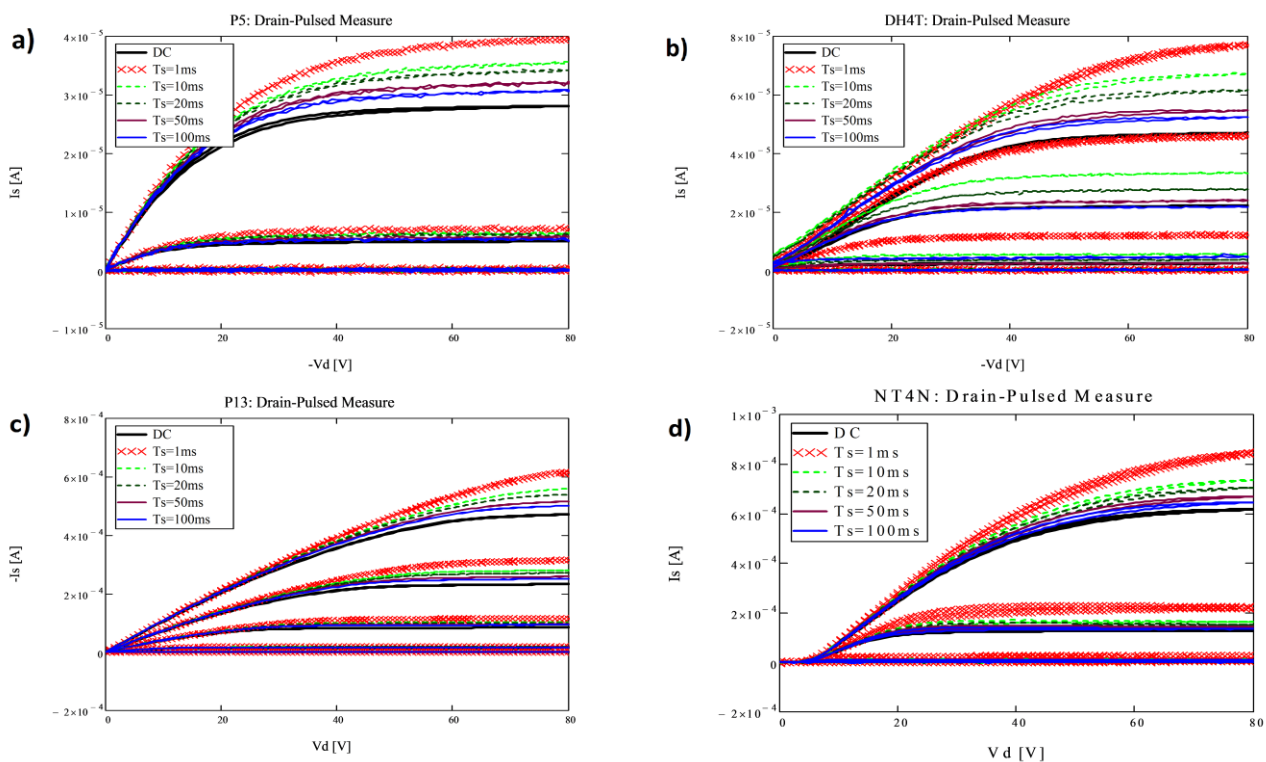 a)
P5: Drain-Pulsed Measure
4×10⁻⁵
3×10⁻⁵
2×10⁻⁵
1×10⁻⁵
0
− 1×10⁻⁵
Is [A]
DC
Ts=1ms
Ts=10ms
Ts=20ms
Ts=50ms
Ts=100ms
0 20 40 60 80
-Vd [V]
b)
DH4T: Drain-Pulsed Measure
8×10⁻⁵
6×10⁻⁵
4×10⁻⁵
2×10⁻⁵
0
− 2×10⁻⁵
Is [A]
DC
Ts=1ms
Ts=10ms
Ts=20ms
Ts=50ms
Ts=100ms
0 20 40 60 80
-Vd [V]
c)
P13: Drain-Pulsed Measure
8×10⁻⁴
6×10⁻⁴
4×10⁻⁴
2×10⁻⁴
0
− 2×10⁻⁴
-Is [A]
DC
Ts=1ms
Ts=10ms
Ts=20ms
Ts=50ms
Ts=100ms
0 20 40 60 80
Vd [V]
d)
NT4N: Drain-Pulsed Measure
1×10⁻³
8×10⁻⁴
6×10⁻⁴
4×10⁻⁴
2×10⁻⁴
0
− 2×10⁻⁴
Is [A]
DC
Ts=1ms
Ts=10ms
Ts=20ms
Ts=50ms
Ts=100ms
0 20 40 60 80
Vd [V]